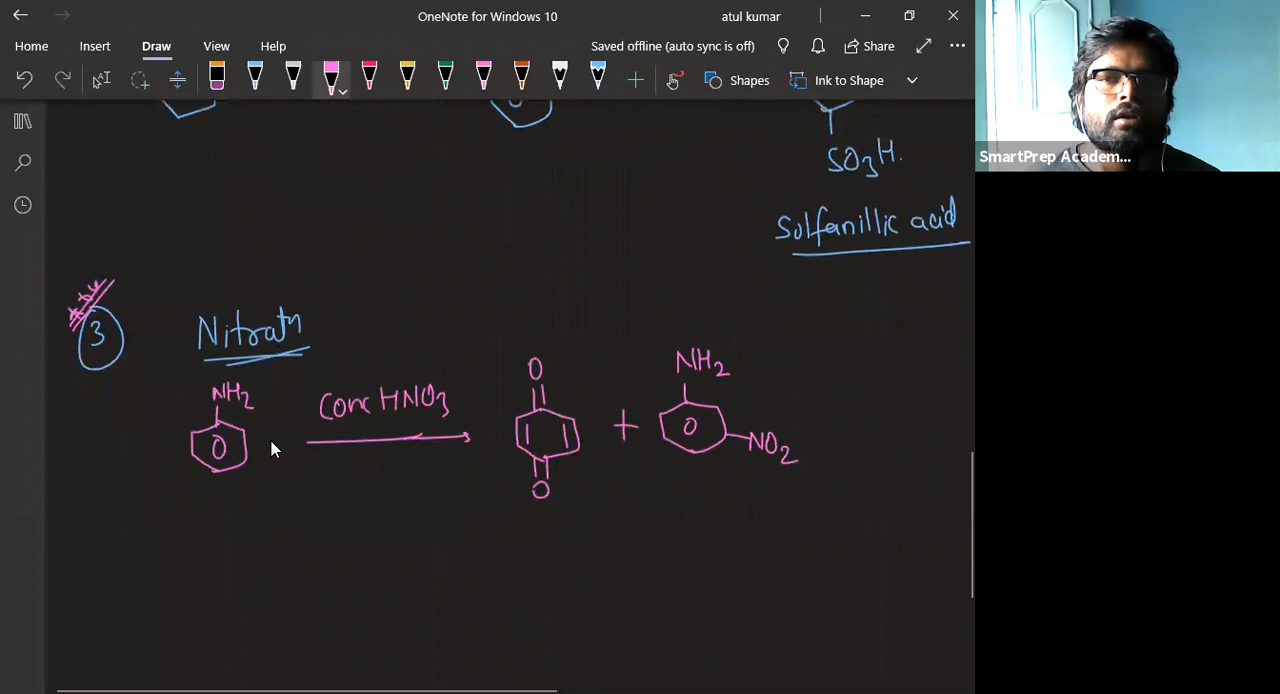 OneNote for Windows 10
atul kumar
Home Insert Draw View Help
Saved offline (auto sync is off)
Share
Shapes
Ink to Shape
SmartPrep Academ...
SO3H.
Solfanillic acid
3
Nitratn
NH2
Conc HNO3
O
O
+
NH2
NO2